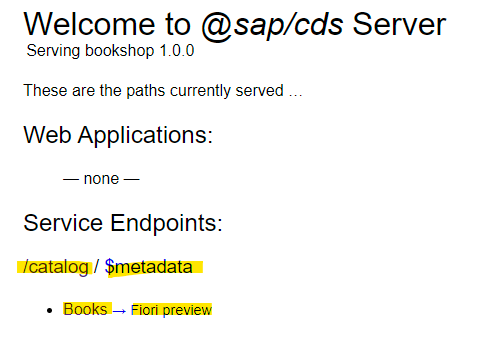 Welcome to @sap/cds Server
Serving bookshop 1.0.0
These are the paths currently served …
Web Applications:
— none —
Service Endpoints:
/catalog / $metadata
• Books → Fiori preview